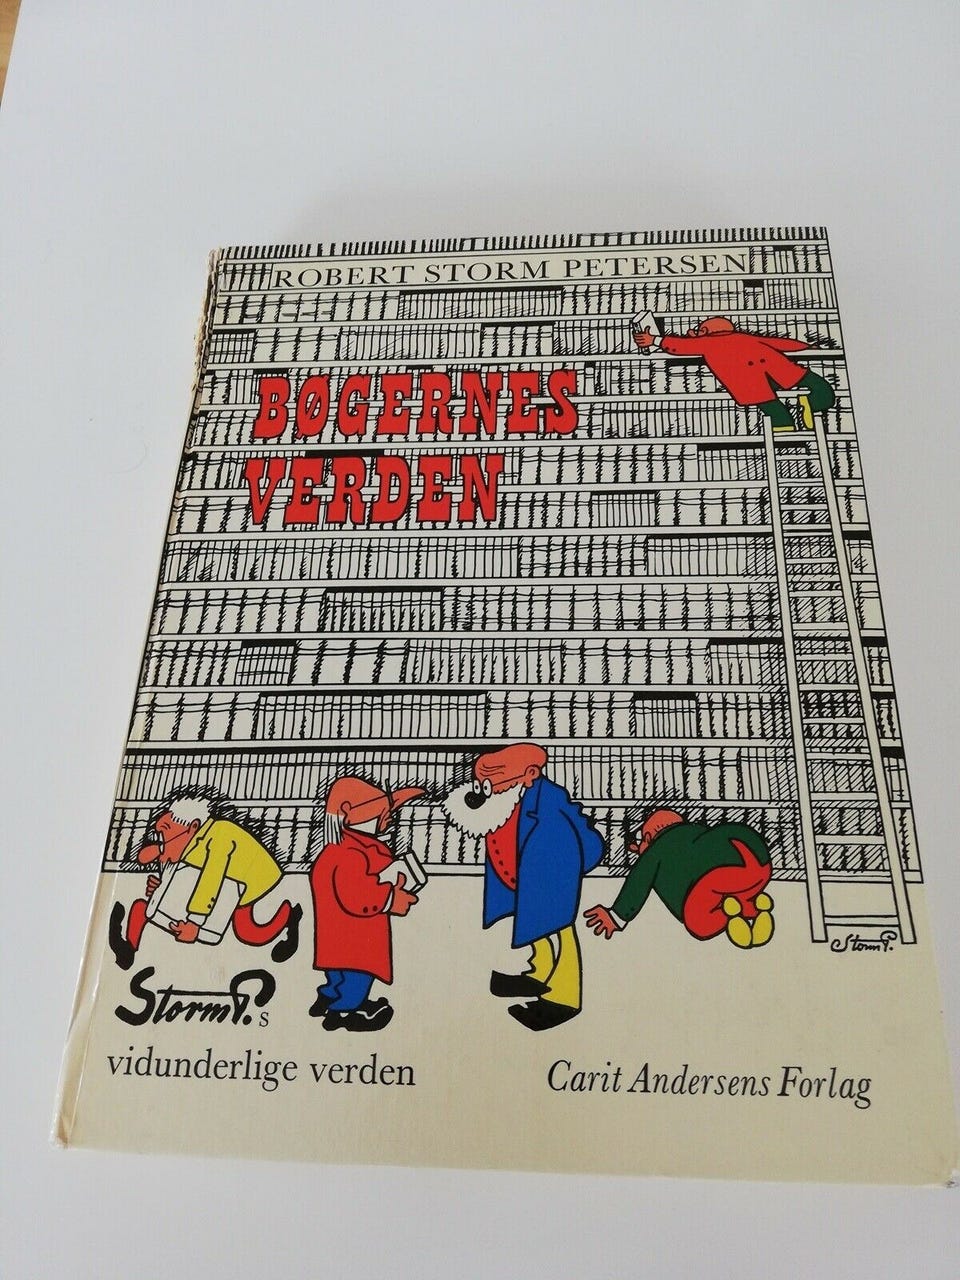 ROBERT STORM PETERSEN
BØGERNES
VERDEN
Storm P.
Storm P.s
vidunderlige verden
Carit Andersens Forlag